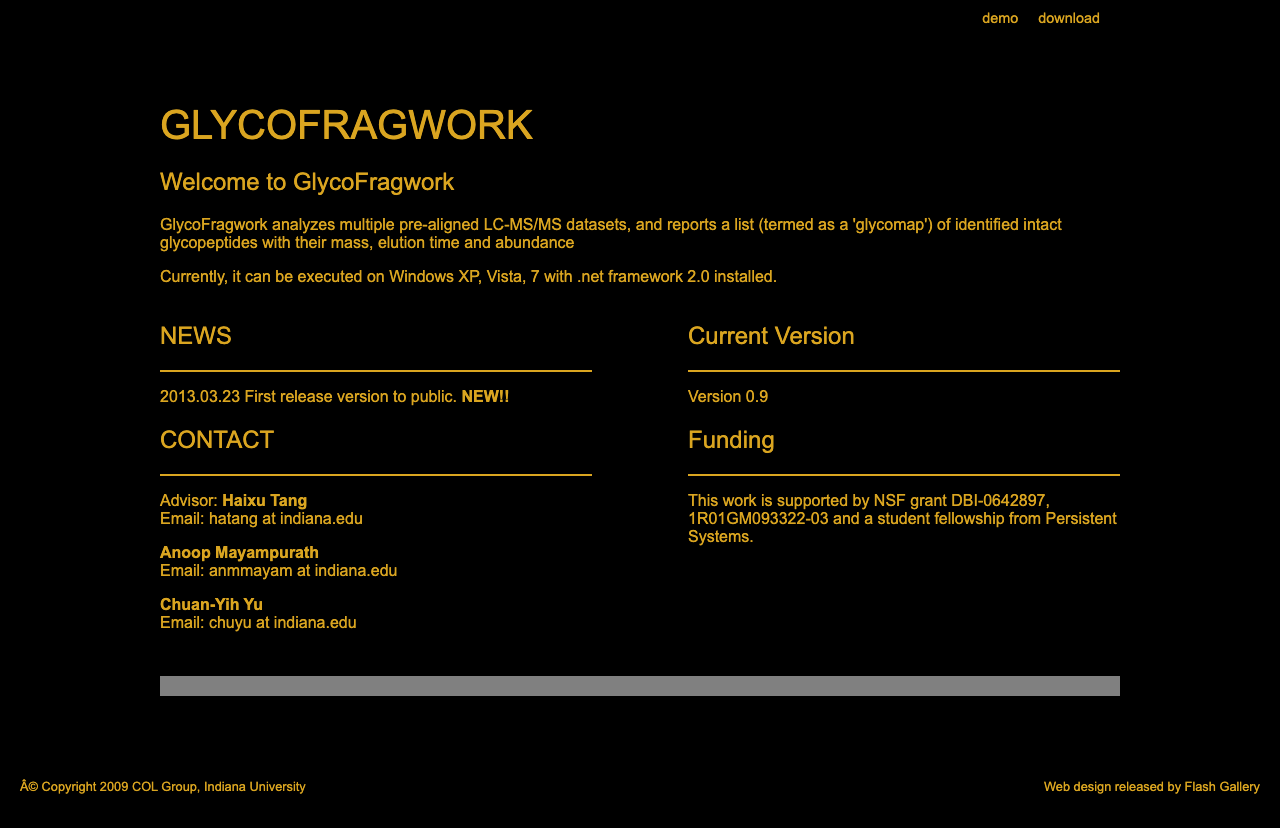 demo download
GLYCOFRAGWORK
Welcome to GlycoFragwork
GlycoFragwork analyzes multiple pre-aligned LC-MS/MS datasets, and reports a list (termed as a 'glycomap') of identified intact
glycopeptides with their mass, elution time and abundance
Currently, it can be executed on Windows XP, Vista, 7 with .net framework 2.0 installed.
NEWS
2013.03.23 First release version to public. NEW!!
CONTACT
Advisor: Haixu Tang
Email: hatang at indiana.edu
Anoop Mayampurath
Email: anmmayam at indiana.edu
Chuan-Yih Yu
Email: chuyu at indiana.edu
Current Version
Version 0.9
Funding
This work is supported by NSF grant DBI-0642897,
1R01GM093322-03 and a student fellowship from Persistent
Systems.
Â© Copyright 2009 COL Group, Indiana University
Web design released by Flash Gallery